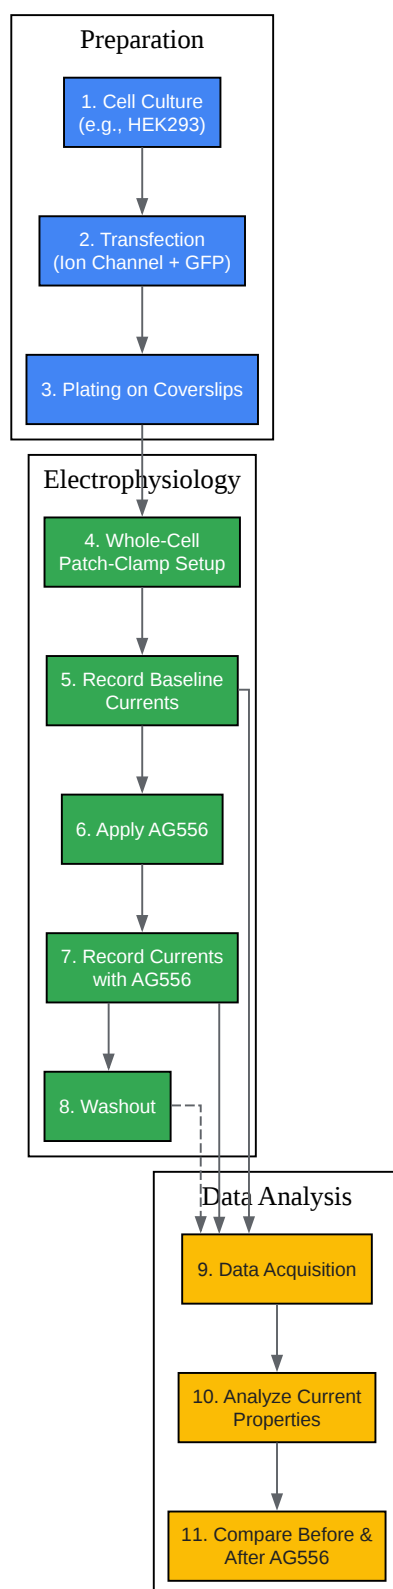 Preparation
1. Cell Culture
(e.g., HEK293)
2. Transfection
(Ion Channel + GFP)
3. Plating on Coverslips
Electrophysiology
4. Whole-Cell
Patch-Clamp Setup
5. Record Baseline
Currents
6. Apply AG556
7. Record Currents
with AG556
8. Washout
Data Analysis
9. Data Acquisition
10. Analyze Current
Properties
11. Compare Before &
After AG556